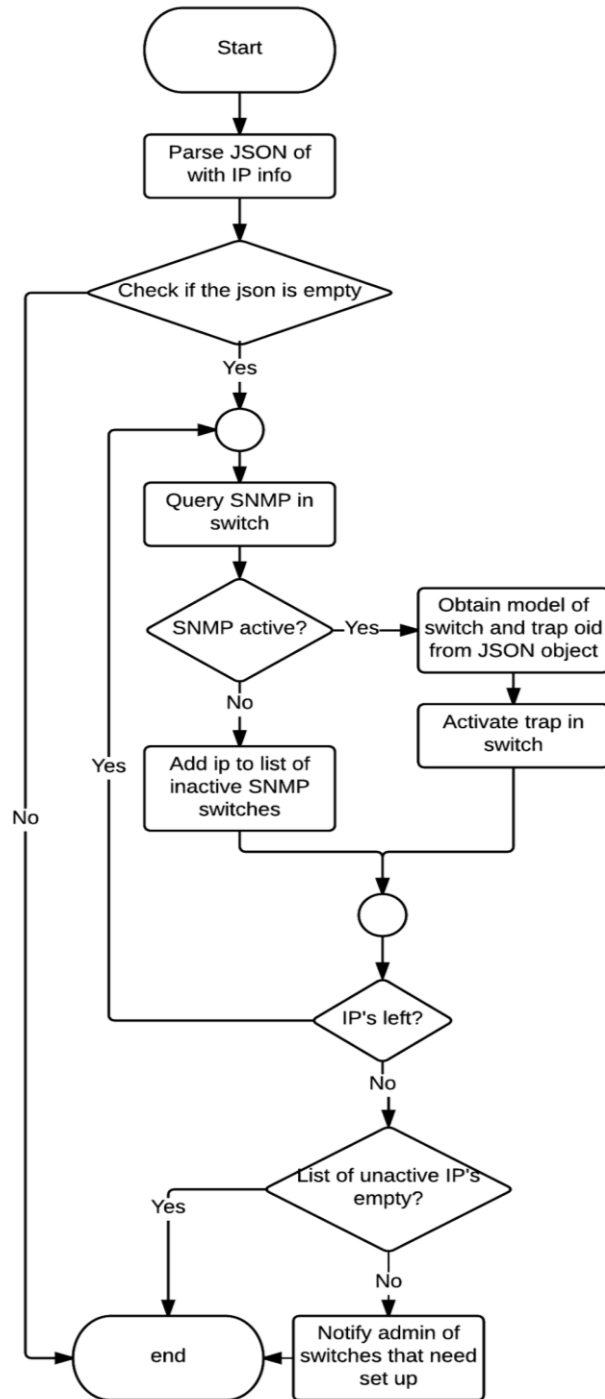 Start
Parse JSON of
with IP info
Check if the json is empty
Yes
Query SNMP in
switch
SNMP active?
Yes
Obtain model of
switch and trap oid
from JSON object
No
Activate trap in
switch
Add ip to list of
inactive SNMP
switches
Yes
No
IP's left?
No
List of unactive IP's
empty?
Yes
No
end
Notify admin of
switches that need
set up